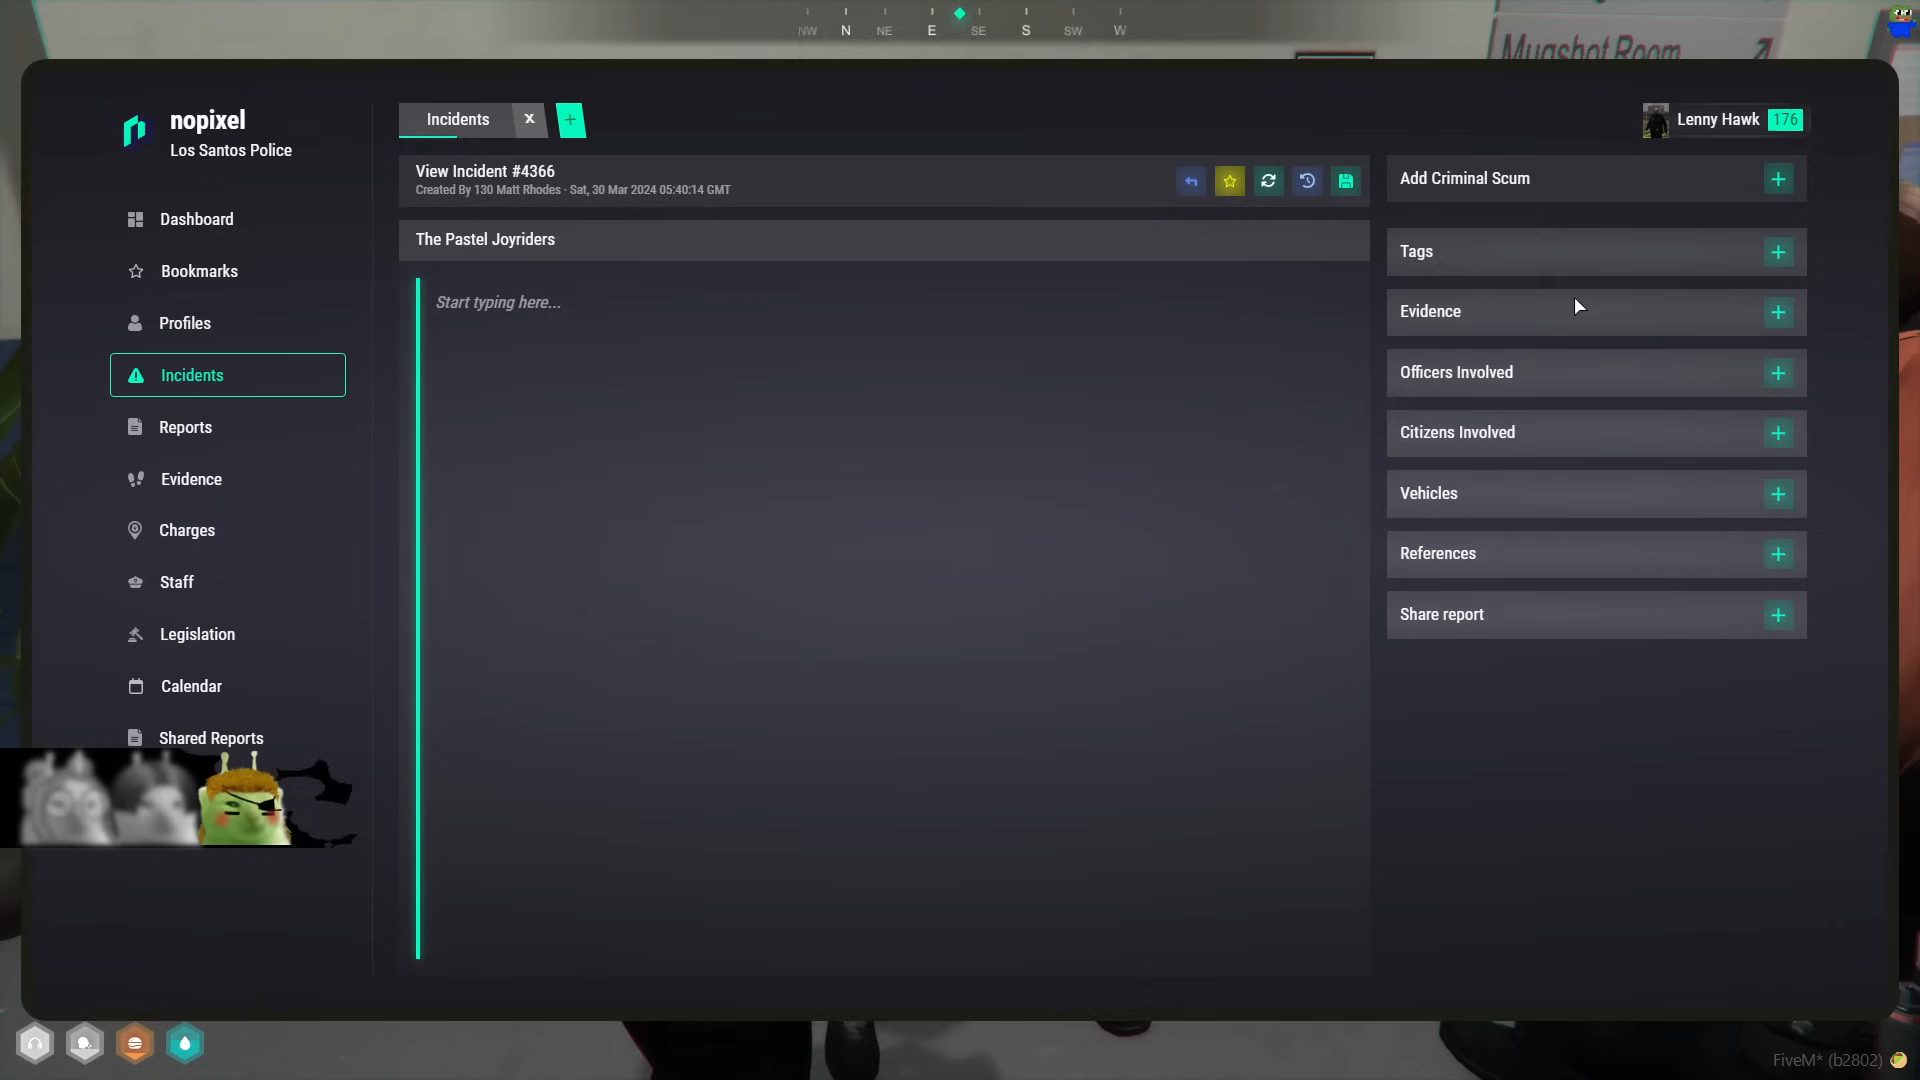 NW N NE E SE S SW W
Mugshot Room
nopixel
Los Santos Police
Incidents x +
Lenny Hawk 176
View Incident #4366
Created By 130 Matt Rhodes · Sat, 30 Mar 2024 05:40:14 GMT
The Pastel Joyriders
Start typing here...
Dashboard
Bookmarks
Profiles
Incidents
Reports
Evidence
Charges
Staff
Legislation
Calendar
Shared Reports
Add Criminal Scum +
Tags +
Evidence +
Officers Involved +
Citizens Involved +
Vehicles +
References +
Share report +
FiveM* (b2802)